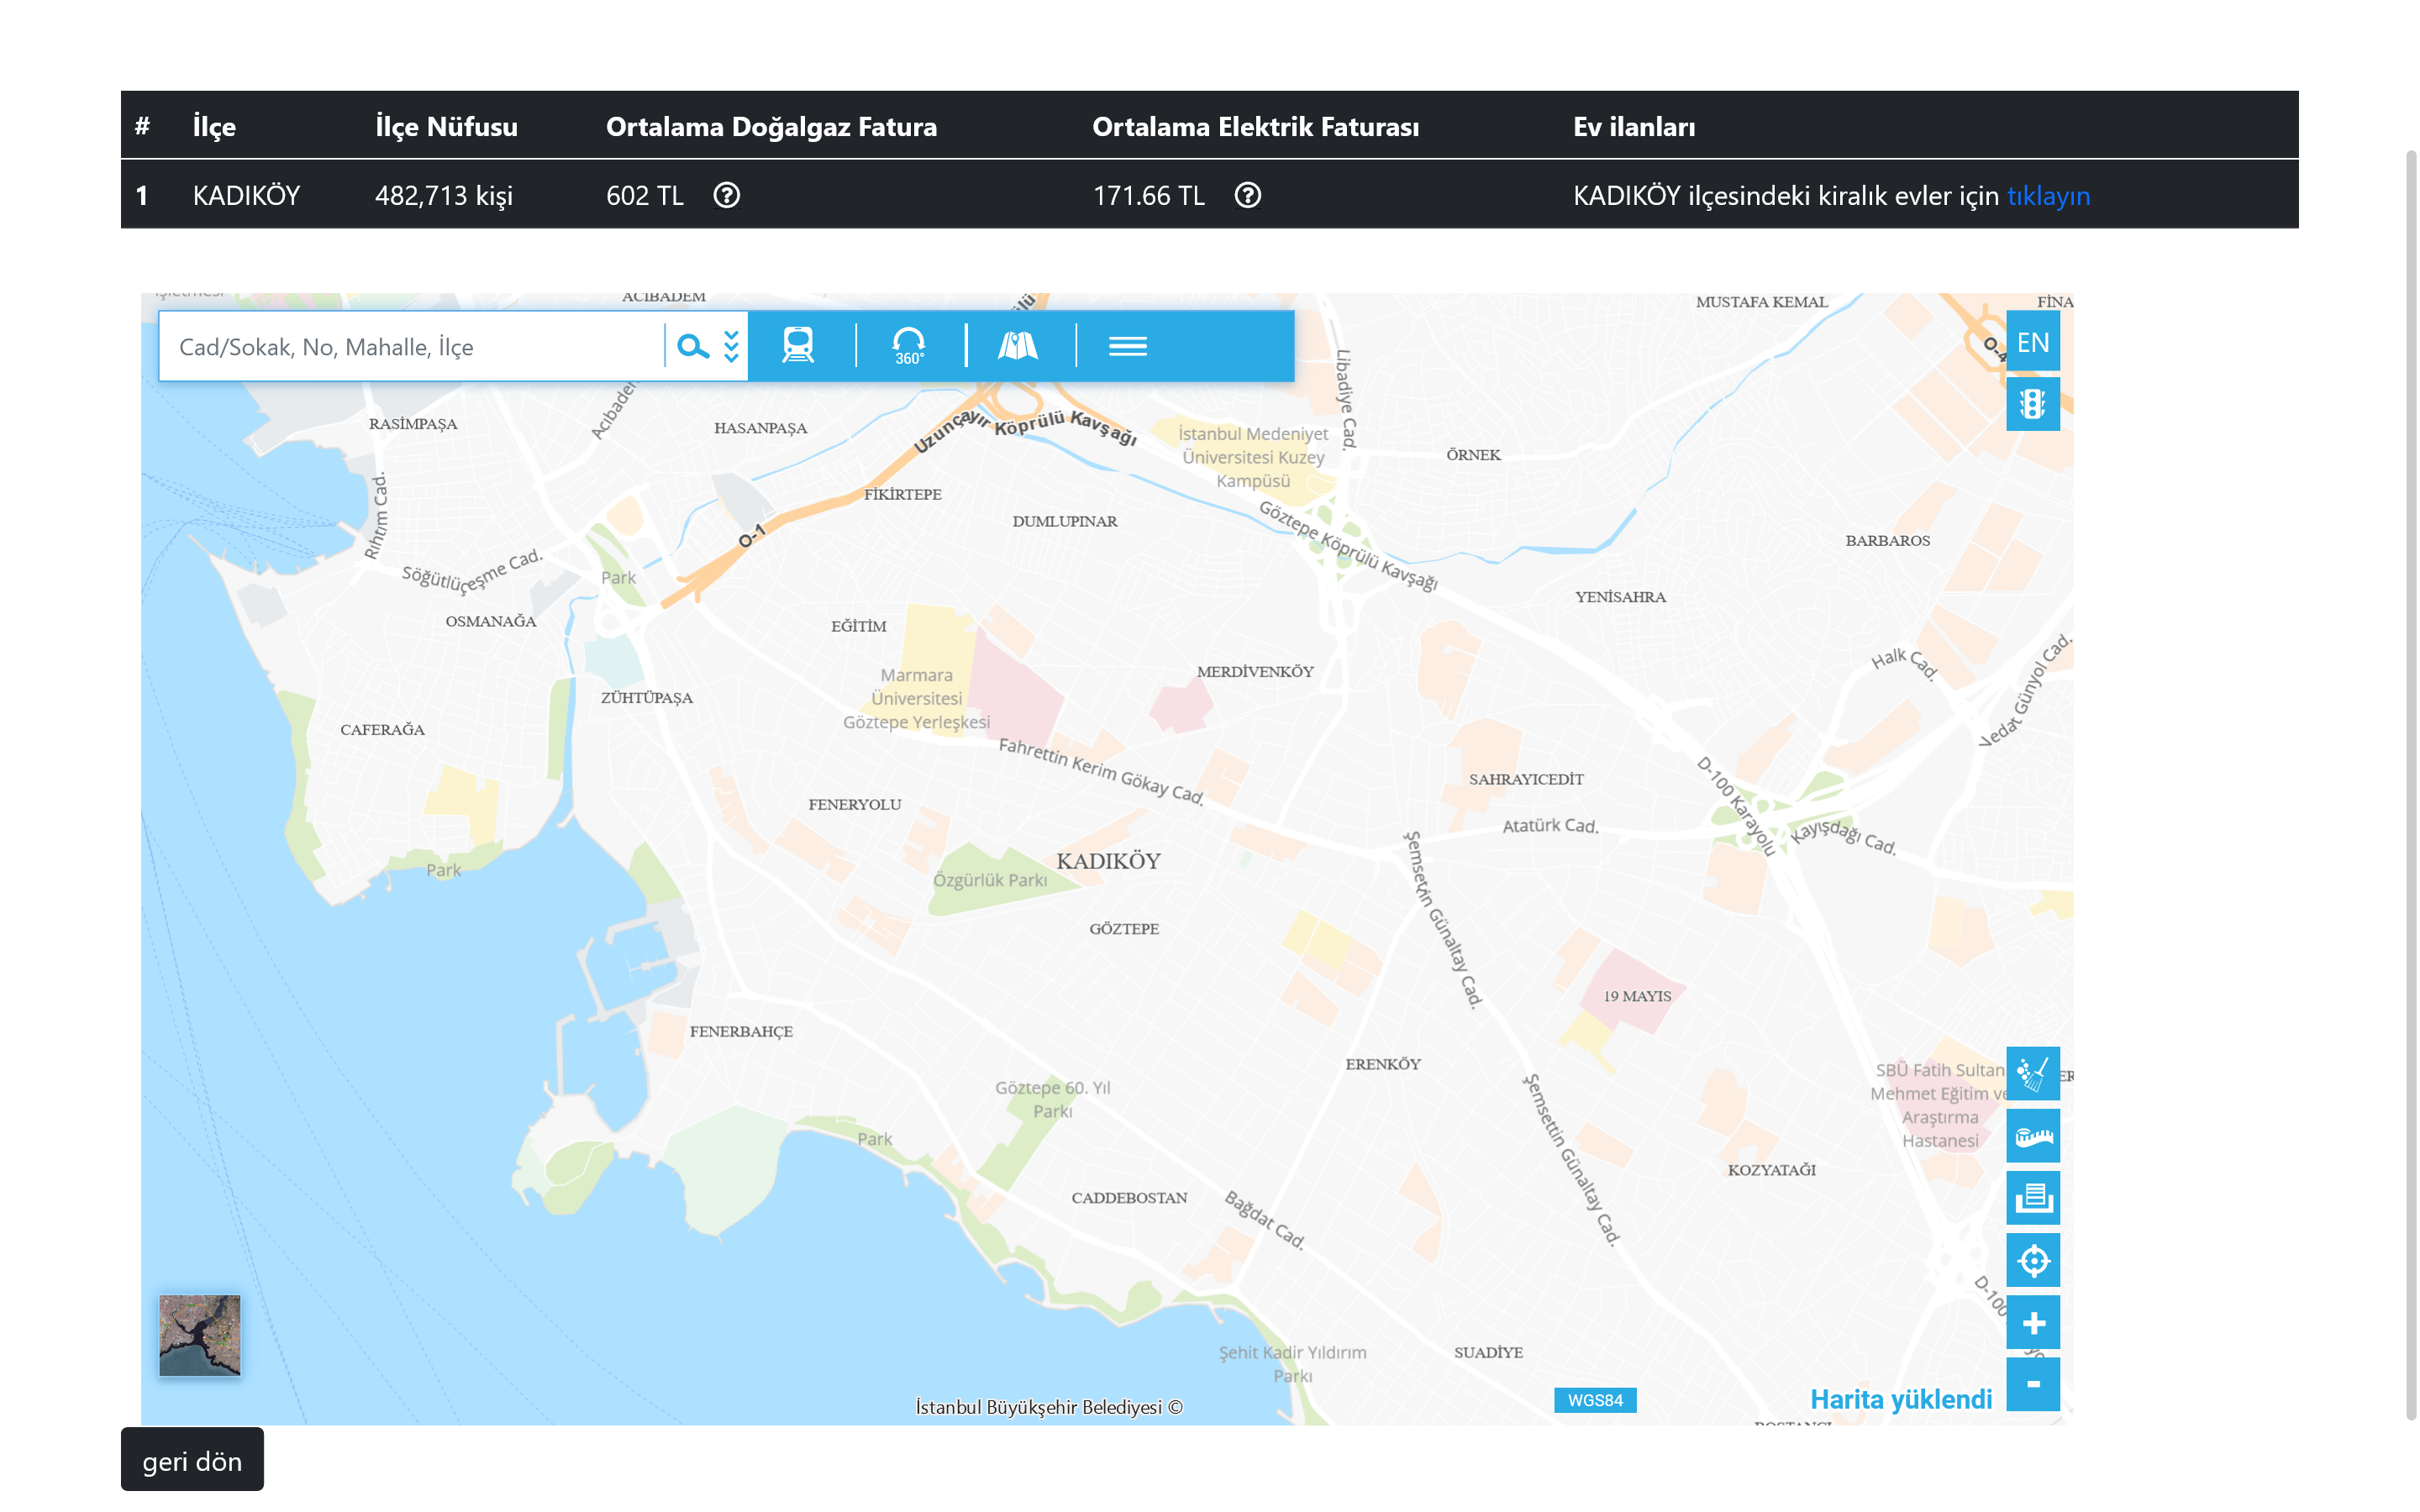 # İlçe İlçe Nüfusu Ortalama Doğalgaz Fatura Ortalama Elektrik Faturası Ev ilanları
1 KADIKÖY 482,713 kişi 602 TL ? 171.66 TL ? KADIKÖY ilçesindeki kiralık evler için tıklayın
ACIBADEM
MUSTAFA KEMAL
Cad/Sokak, No, Mahalle, İlçe
360°
EN
O-4
Libadiye Cad.
RASİMPAŞA
HASANPAŞA
Uzunçayır Köprülü Kavşağı
İstanbul Medeniyet
Üniversitesi Kuzey
Kampüsü
ÖRNEK
FİKİRTEPE
DUMLUPINAR
Rıhtım Cad.
O-1
Göztepe Köprülü Kavşağı
BARBAROS
Söğütlüçeşme Cad.
Park
YENİSAHRA
OSMANAĞA
EĞİTİM
Halk Cad.
Vedat Günyol Cad.
Marmara
Üniversitesi
Göztepe Yerleşkesi
MERDİVENKÖY
ZÜHTÜPAŞA
CAFERAĞA
Fahrettin Kerim Gökay Cad.
SAHRAYICEDİT
D-100 Karayolu
FENERYOLU
Atatürk Cad.
Kayışdağı Cad.
KADIKÖY
Park
Özgürlük Parkı
Şemsettin Günaltay Cad.
GÖZTEPE
19 MAYIS
FENERBAHÇE
ERENKÖY
SBÜ Fatih Sultan
Mehmet Eğitim ve
Araştırma
Hastanesi
Göztepe 60. Yıl
Parkı
Park
Şemsettin Günaltay Cad.
KOZYATAĞI
CADDEBOSTAN
Bağdat Cad.
D-100
Şehit Kadir Yıldırım
Parkı
SUADİYE
İstanbul Büyükşehir Belediyesi ©
WGS84
Harita yüklendi
geri dön